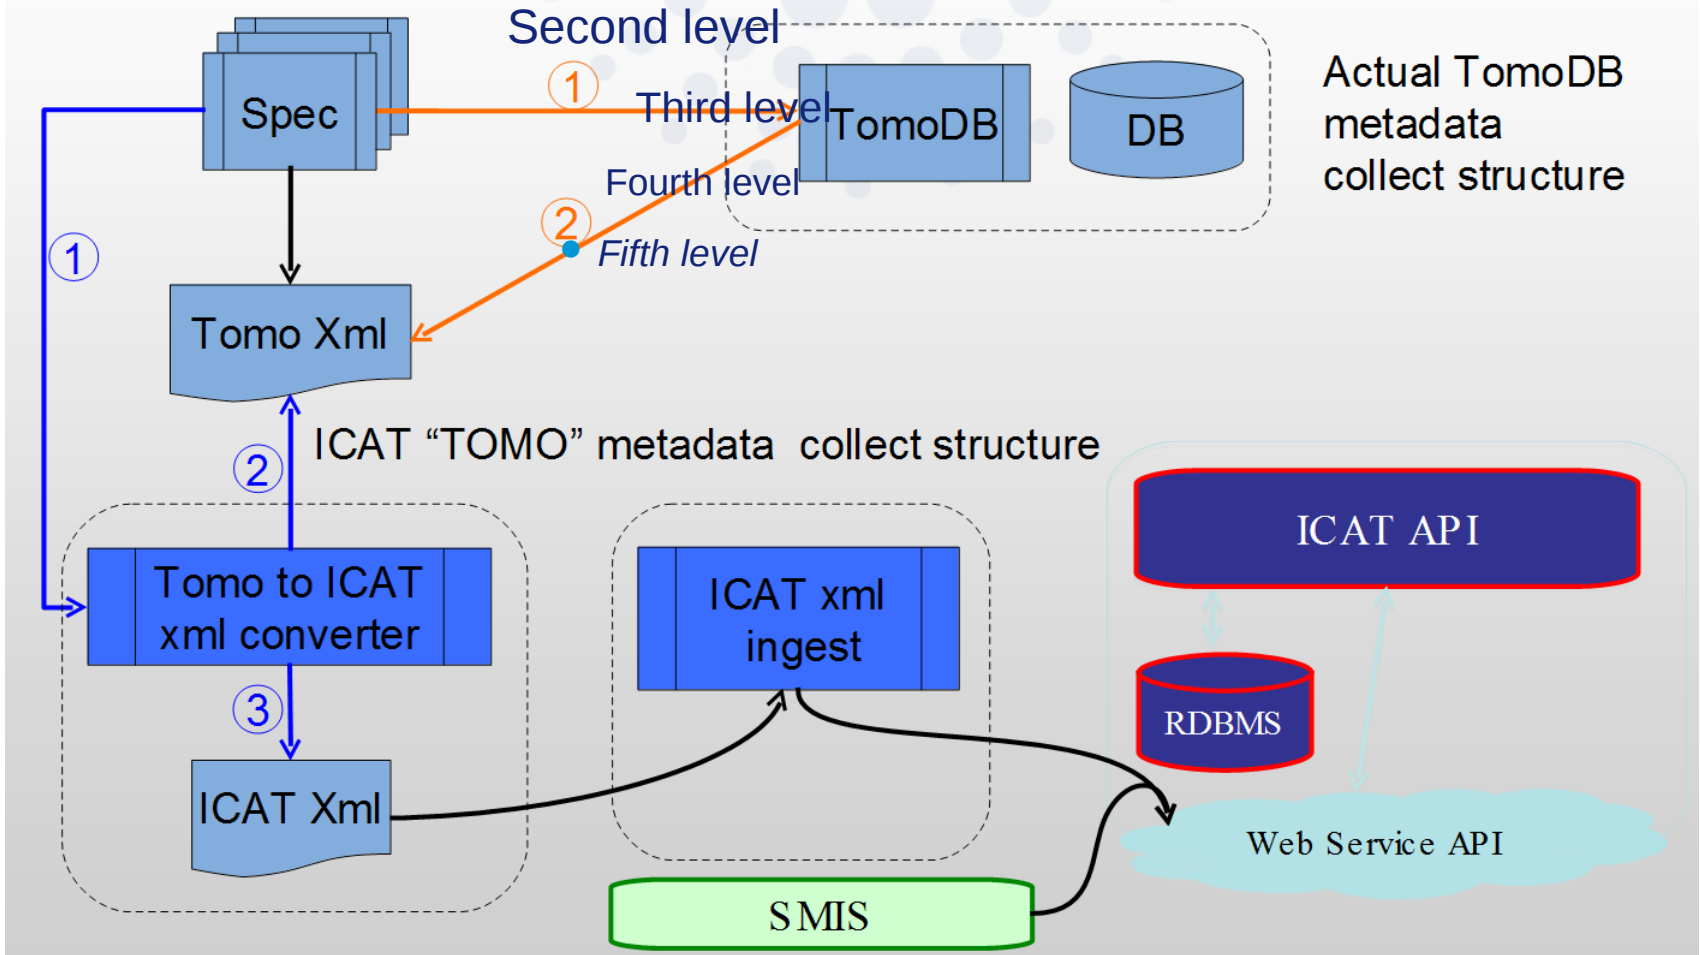 Second level
Spec
①
Third level
TomoDB
DB
Actual TomoDB
metadata
collect structure
Fourth level
②
Fifth level
①
Tomo Xml
ICAT “TOMO” metadata collect structure
②
Tomo to ICAT
xml converter
③
ICAT Xml
ICAT xml
ingest
ICAT API
RDBMS
Web Service API
SMIS